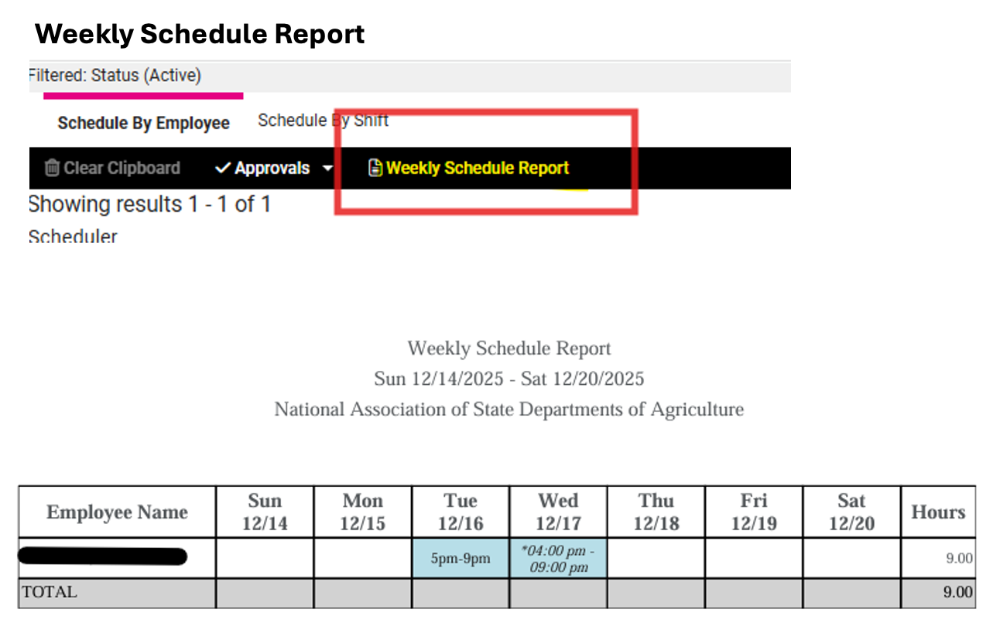 Weekly Schedule Report
Filtered: Status (Active)
Schedule By Employee Schedule By Shift
Clear Clipboard Approvals Weekly Schedule Report
Showing results 1 - 1 of 1
Scheduler
Weekly Schedule Report
Sun 12/14/2025 - Sat 12/20/2025
National Association of State Departments of Agriculture
Employee Name Sun 12/14 Mon 12/15 Tue 12/16 Wed 12/17 Thu 12/18 Fri 12/19 Sat 12/20 Hours
5pm-9pm *04:00 pm - 09:00 pm 9.00
TOTAL 9.00